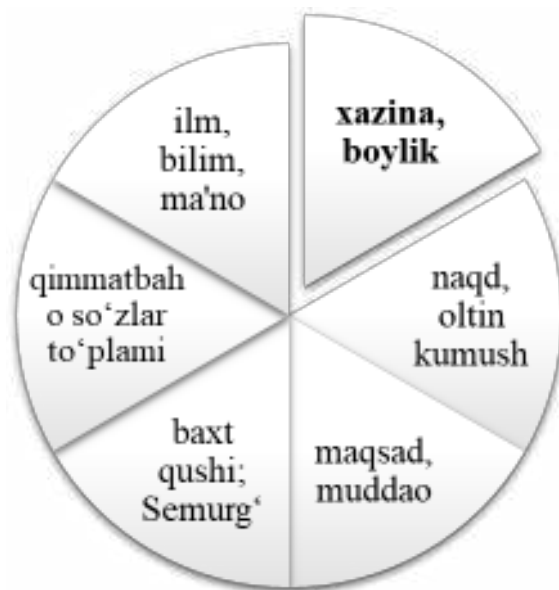 xazina,
boylik
naqd,
oltin
kumush
maqsad,
muddao
baxt
qushi;
Semurg‘
qimmatbah
o so‘zlar
to‘plami
ilm,
bilim,
ma'no